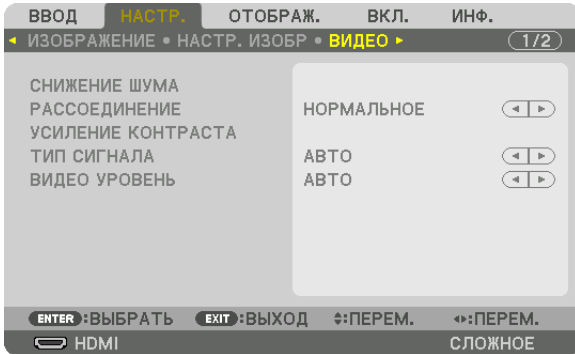 ВВОД НАСТР. ОТОБРАЖ. ВКЛ. ИНФ.
ИЗОБРАЖЕНИЕ • НАСТР. ИЗОБР • ВИДЕО 1/2
СНИЖЕНИЕ ШУМА
РАССОЕДИНЕНИЕ НОРМАЛЬНОЕ
УСИЛЕНИЕ КОНТРАСТА
ТИП СИГНАЛА АВТО
ВИДЕО УРОВЕНЬ АВТО
ENTER :ВЫБРАТЬ EXIT :ВЫХОД :ПЕРЕМ. :ПЕРЕМ.
HDMI СЛОЖНОЕ